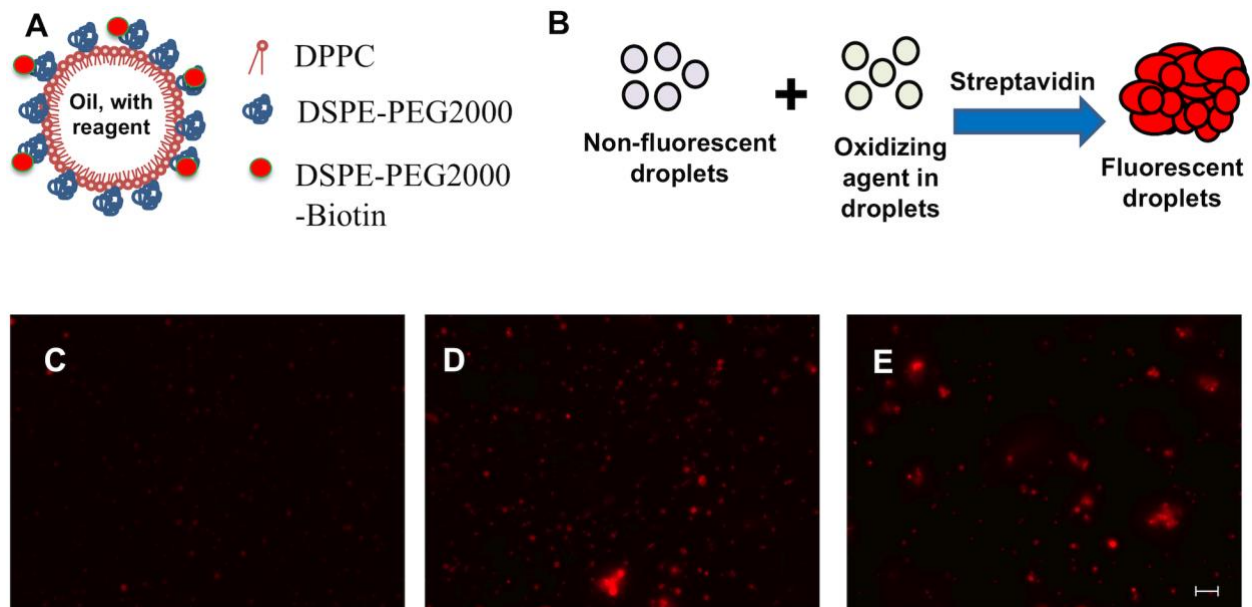 A
Oil, with
reagent
DPPC
DSPE-PEG2000
DSPE-PEG2000
-Biotin
B
Non-fluorescent
droplets
+
Oxidizing
agent in
droplets
Streptavidin
Fluorescent
droplets
C
D
E